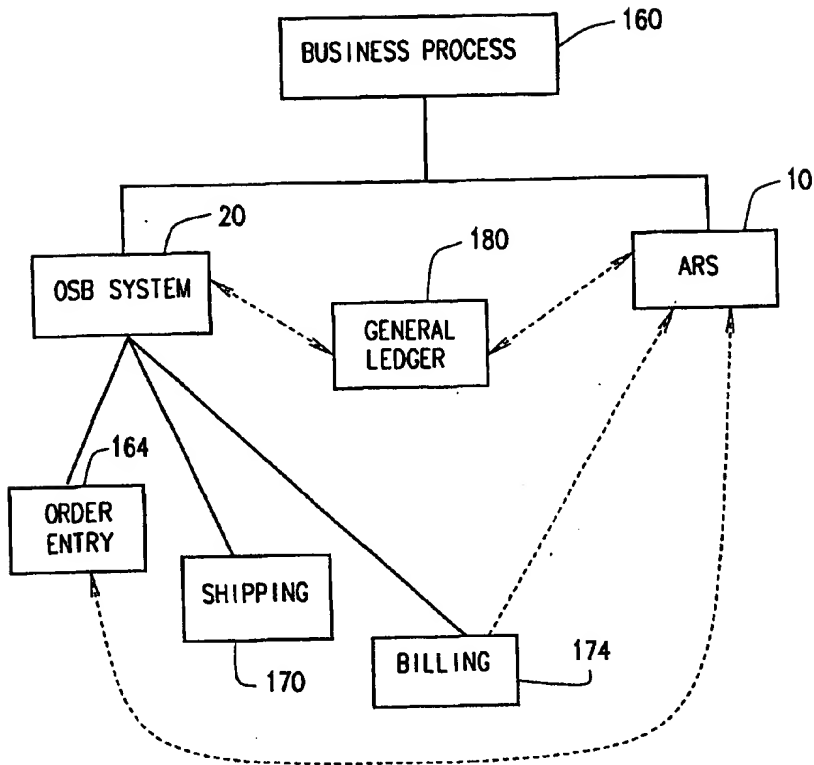 BUSINESS PROCESS
160
20
OSB SYSTEM
180
GENERAL
LEDGER
10
ARS
164
ORDER
ENTRY
SHIPPING
170
BILLING
174